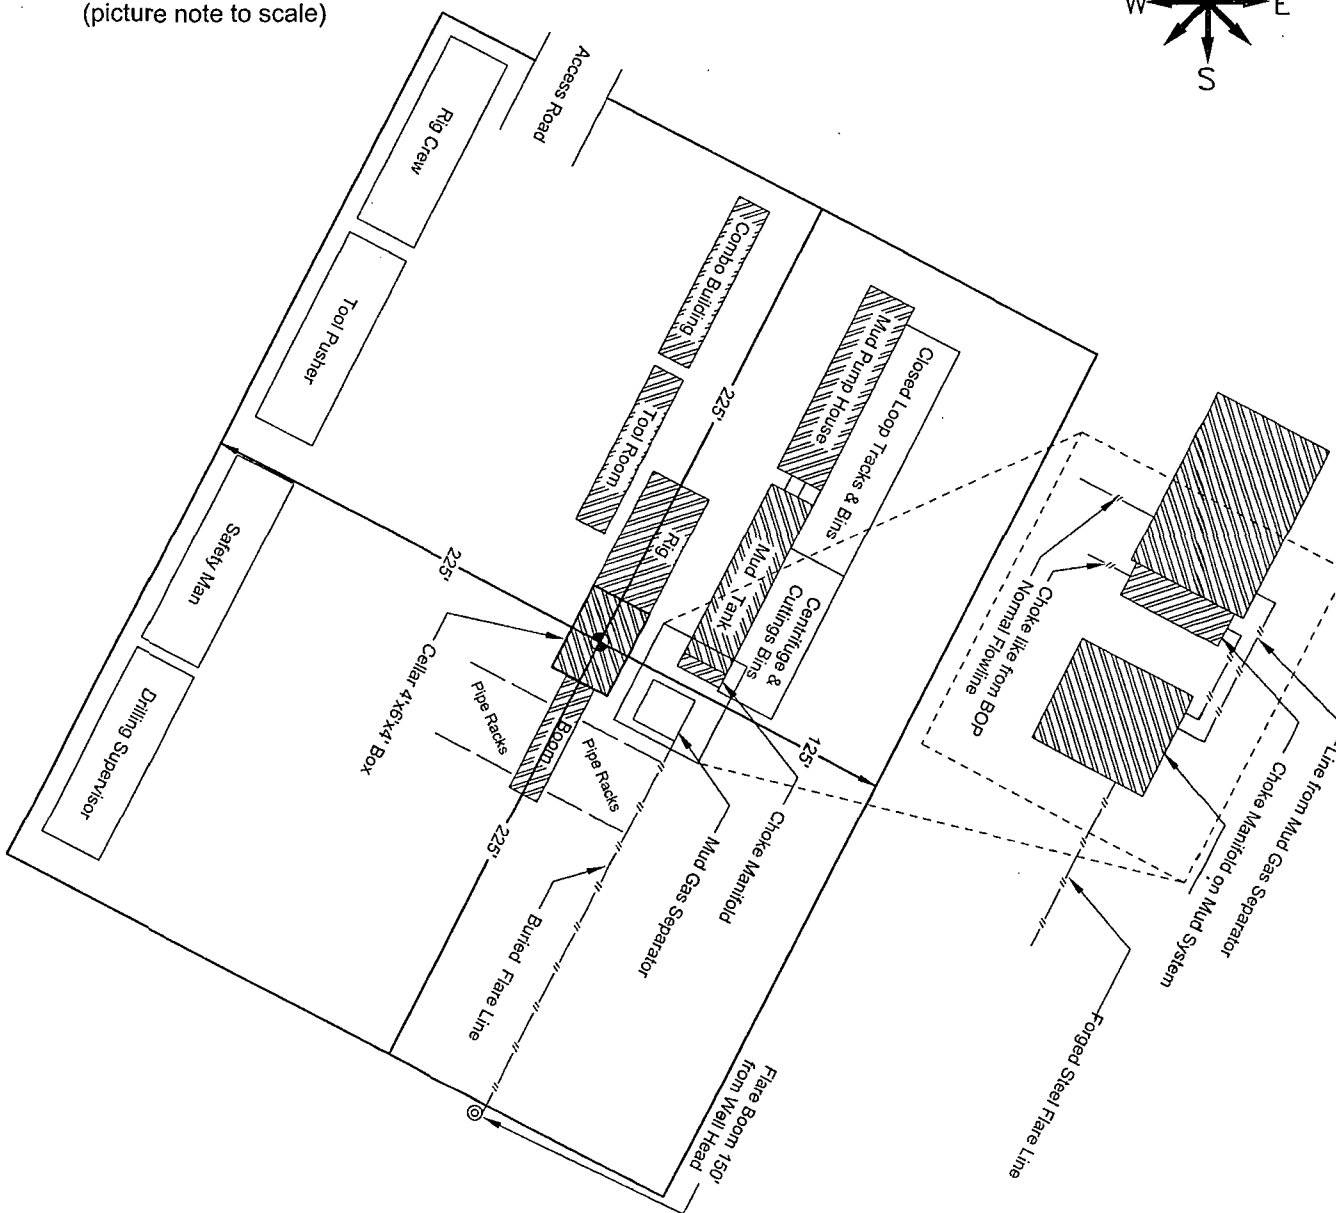 (picture note to scale)
W
E
S
Access Road
Rig Crew
Tool Pusher
Safety Man
Drilling Supervisor
Combo Building
Tool Room
225'
Mud Pump House
Closed Loop Tracks & Bins
Rig
Mud Tank
Centrifuge &
Cuttings Bins
225'
Cellar 4'x6'x4' Box
Pipe Racks
Boom
Pipe Racks
125'
225'
Choke Manifold
Mud Gas Separator
Buried Flare Line
Flare Boom 150'
from Well Head
Normal Flowline
Choke like from BOP
Line from Mud Gas Separator
Choke Manifold on Mud System
Forged Steel Flare Line